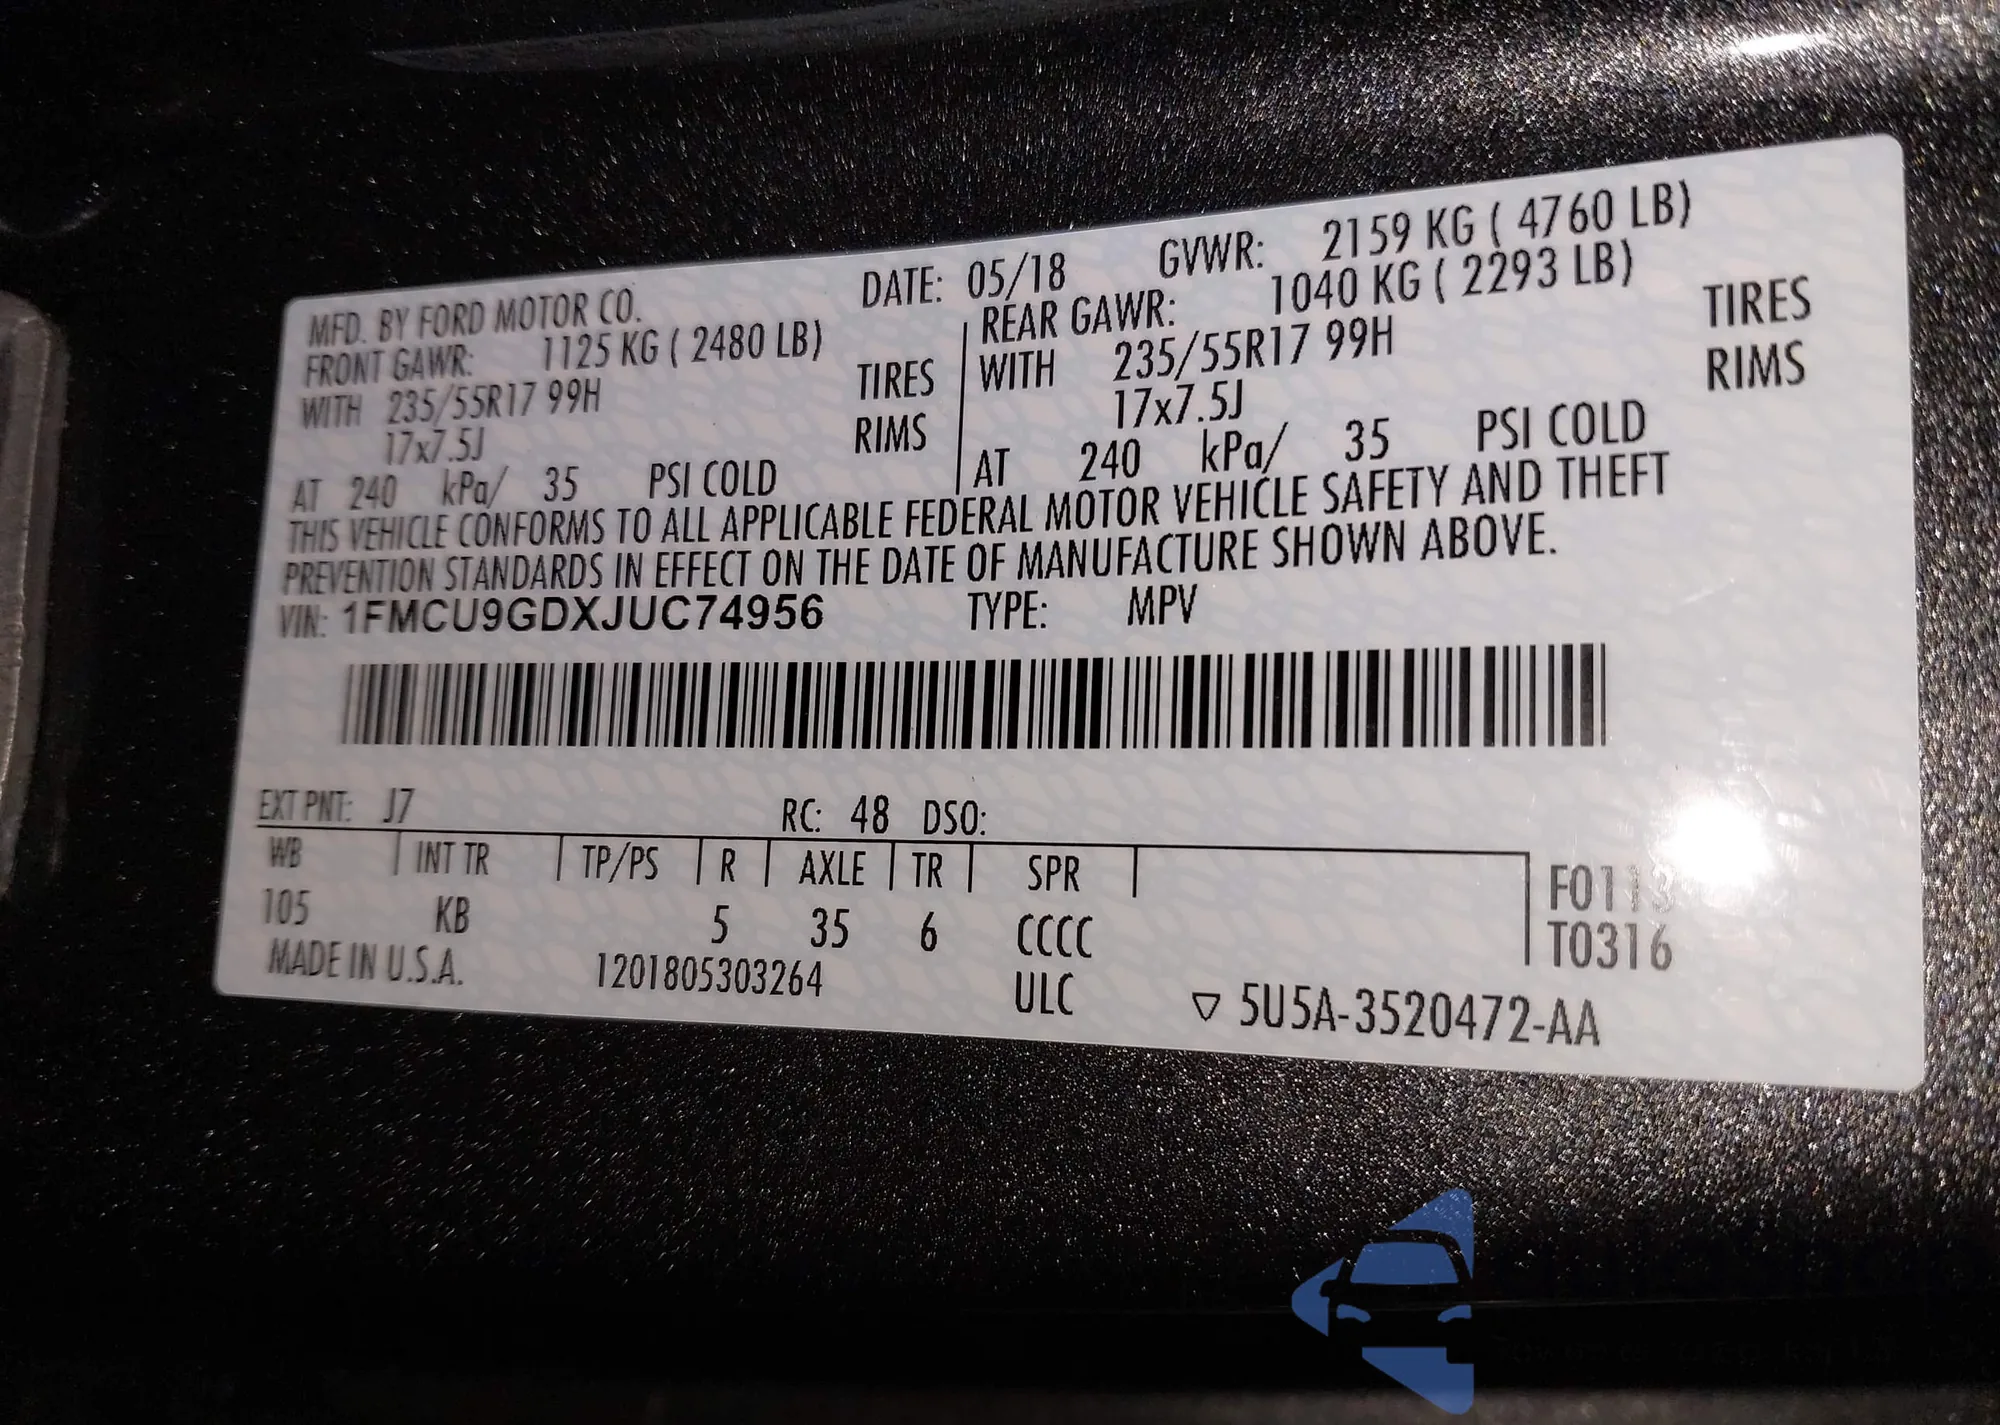 MFD. BY FORD MOTOR CO. DATE: 05/18 GVWR: 2159 KG ( 4760 LB)
FRONT GAWR: 1125 KG ( 2480 LB)
WITH 235/55R17 99H TIRES
17x7.5J RIMS
AT 240 kPa/ 35 PSI COLD
REAR GAWR: 1040 KG ( 2293 LB)
WITH 235/55R17 99H TIRES
17x7.5J RIMS
AT 240 kPa/ 35 PSI COLD
THIS VEHICLE CONFORMS TO ALL APPLICABLE FEDERAL MOTOR VEHICLE SAFETY AND THEFT
PREVENTION STANDARDS IN EFFECT ON THE DATE OF MANUFACTURE SHOWN ABOVE.
VIN: 1FMCU9GDXJUC74956 TYPE: MPV
EXT PNT: J7 RC: 48 DSO:
WB INT TR TP/PS R AXLE TR SPR F0113
105 KB 5 35 6 CCCC T0316
MADE IN U.S.A. 1201805303264 ULC ▽ 5U5A-3520472-AA